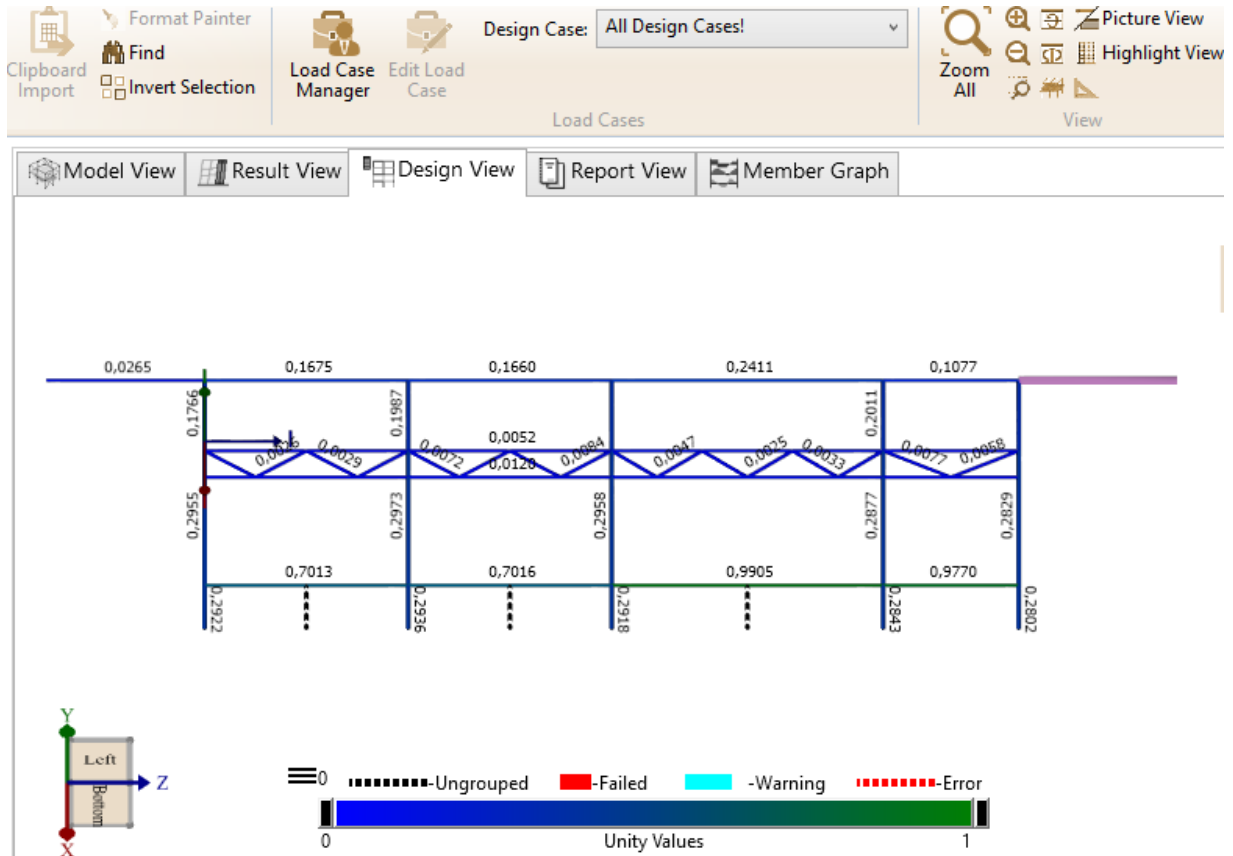 Format Painter
Find
Invert Selection
Clipboard
Import
Load Case
Manager
Edit Load
Case
Design Case:
All Design Cases!
Load Cases
Zoom
All
Picture View
Highlight View
View
Model View
Result View
Design View
Report View
Member Graph
0,0265
0,1675
0,1660
0,2411
0,1077
0,1987
0,2011
0,0052
0,0120
0,0029
0,0072
0,0084
0,0047
0,0025
0,0033
0,0077
0,0058
0,2955
0,2973
0,2958
0,2877
0,2829
0,7013
0,7016
0,9905
0,9770
0,2922
0,2936
0,2918
0,2843
0,2802
Y
Left
Z
Bottom
X
0
-Ungrouped
-Failed
-Warning
-Error
0
Unity Values
1